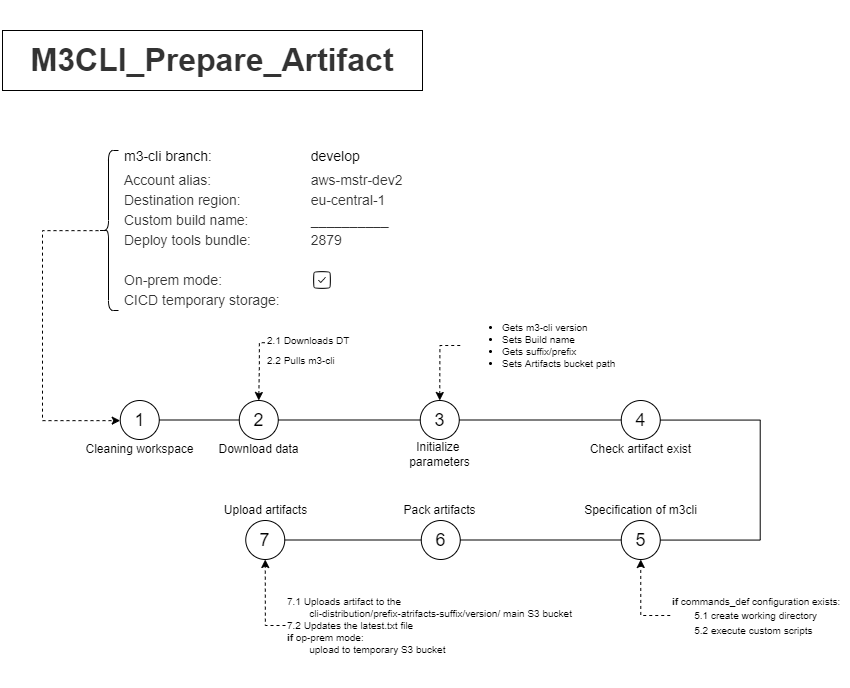 M3CLI_Prepare_Artifact
m3-cli branch: develop
Account alias: aws-mstr-dev2
Destination region: eu-central-1
Custom build name: __________
Deploy tools bundle: 2879
On-prem mode:
CICD temporary storage:
2.1 Downloads DT
2.2 Pulls m3-cli
• Gets m3-cli version
• Sets Build name
• Gets suffix/prefix
• Sets Artifacts bucket path
1
Cleaning workspace
2
Download data
3
Initialize
parameters
4
Check artifact exist
Specification of m3cli
5
Pack artifacts
6
Upload artifacts
7
if commands_def configuration exists:
5.1 create working directory
5.2 execute custom scripts
7.1 Uploads artifact to the
cli-distribution/prefix-atrifacts-suffix/version/ main S3 bucket
7.2 Updates the latest.txt file
if op-prem mode:
upload to temporary S3 bucket